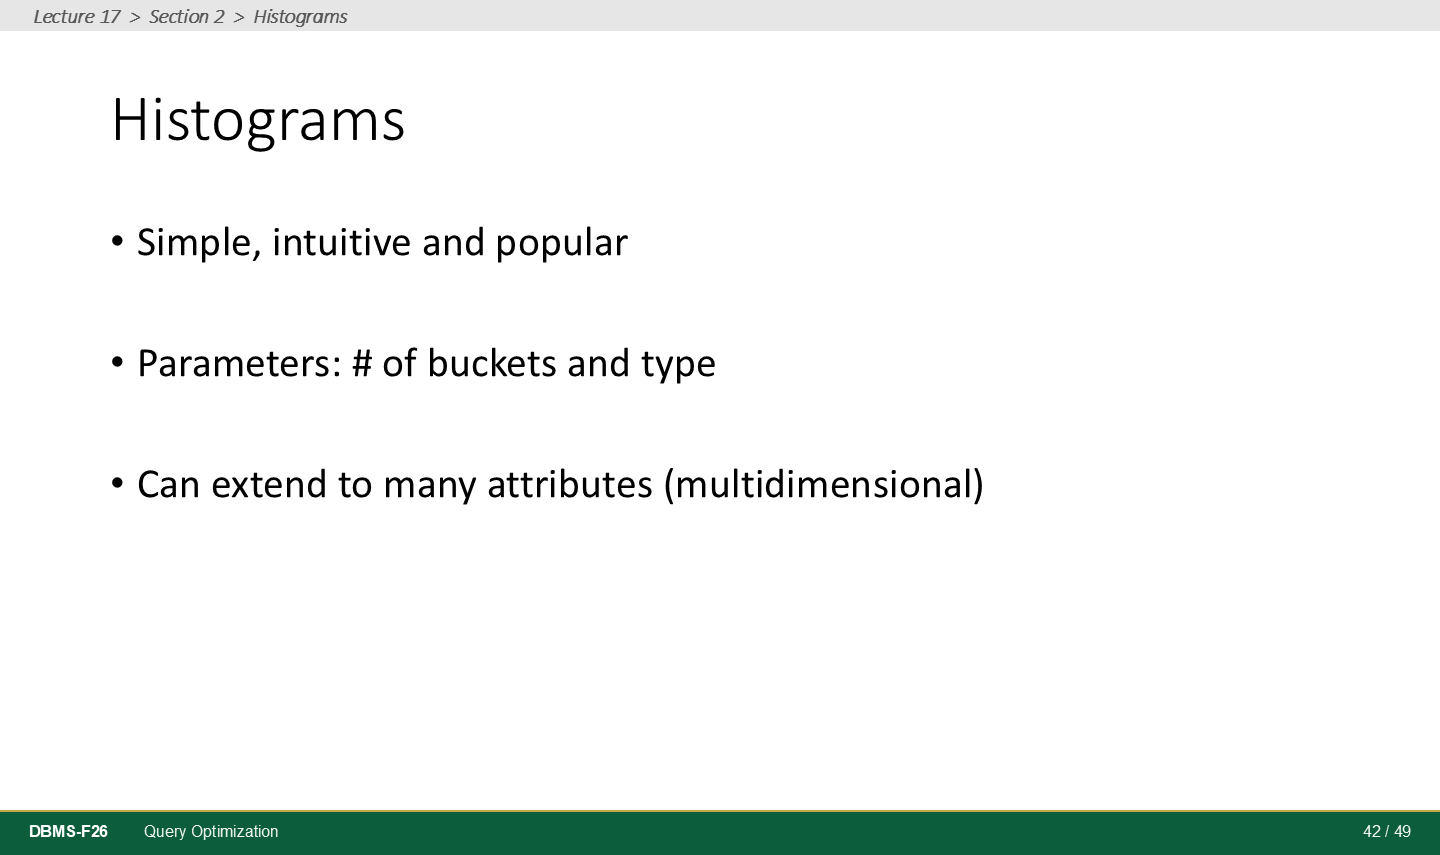 Lecture 17 > Section 2 > Histograms
Histograms
• Simple, intuitive and popular
• Parameters: # of buckets and type
• Can extend to many attributes (multidimensional)
DBMS-F26 Query Optimization 42 / 49